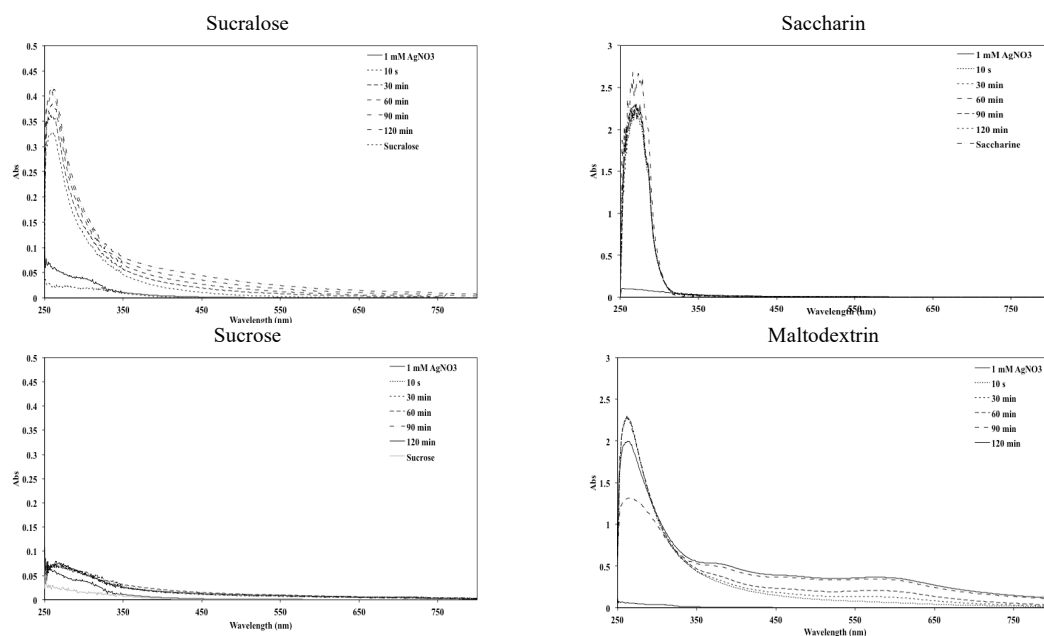 Sucralose
0.5
0.45
0.4
0.35
0.3
0.25
0.2
0.15
0.1
0.05
0
Abs
250
350
450
550
650
750
Wavelength (nm)
1 mM AgNO3
10 s
30 min
60 min
90 min
120 min
Sucralose
Saccharin
3
2.5
2
1.5
1
0.5
0
Abs
250
350
450
550
650
750
Wavelength (nm)
1 mM AgNO3
10 s
30 min
60 min
90 min
120 min
Saccharine
Sucrose
0.5
0.45
0.4
0.35
0.3
0.25
0.2
0.15
0.1
0.05
0
Abs
250
350
450
550
650
750
Wavelength (nm)
1 mM AgNO3
10 s
30 min
60 min
90 min
120 min
Sucrose
Maltodextrin
3
2.5
2
1.5
1
0.5
0
Abs
250
350
450
550
650
750
Wavelength (nm)
1 mM AgNO3
10 s
30 min
60 min
90 min
120 min